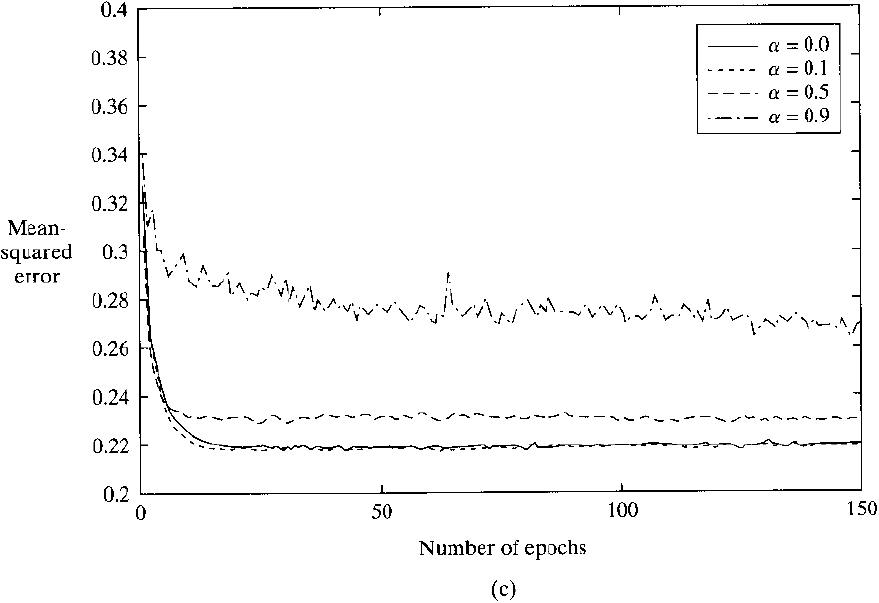 0.4
0.38
0.36
0.34
0.32
0.3
0.28
0.26
0.24
0.22
0.2
Mean-
squared
error
α = 0.0
α = 0.1
α = 0.5
α = 0.9
0
50
100
150
Number of epochs
(c)